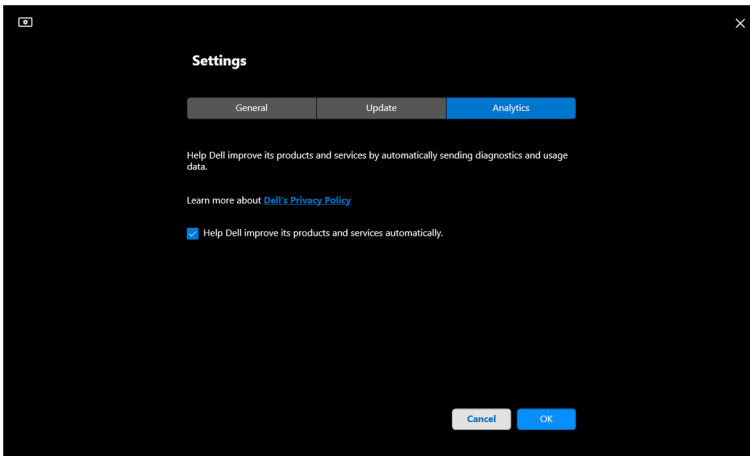 Settings
General
Update
Analytics
Help Dell improve its products and services by automatically sending diagnostics and usage
data.
Learn more about Dell's Privacy Policy
Help Dell improve its products and services automatically.
Cancel
OK